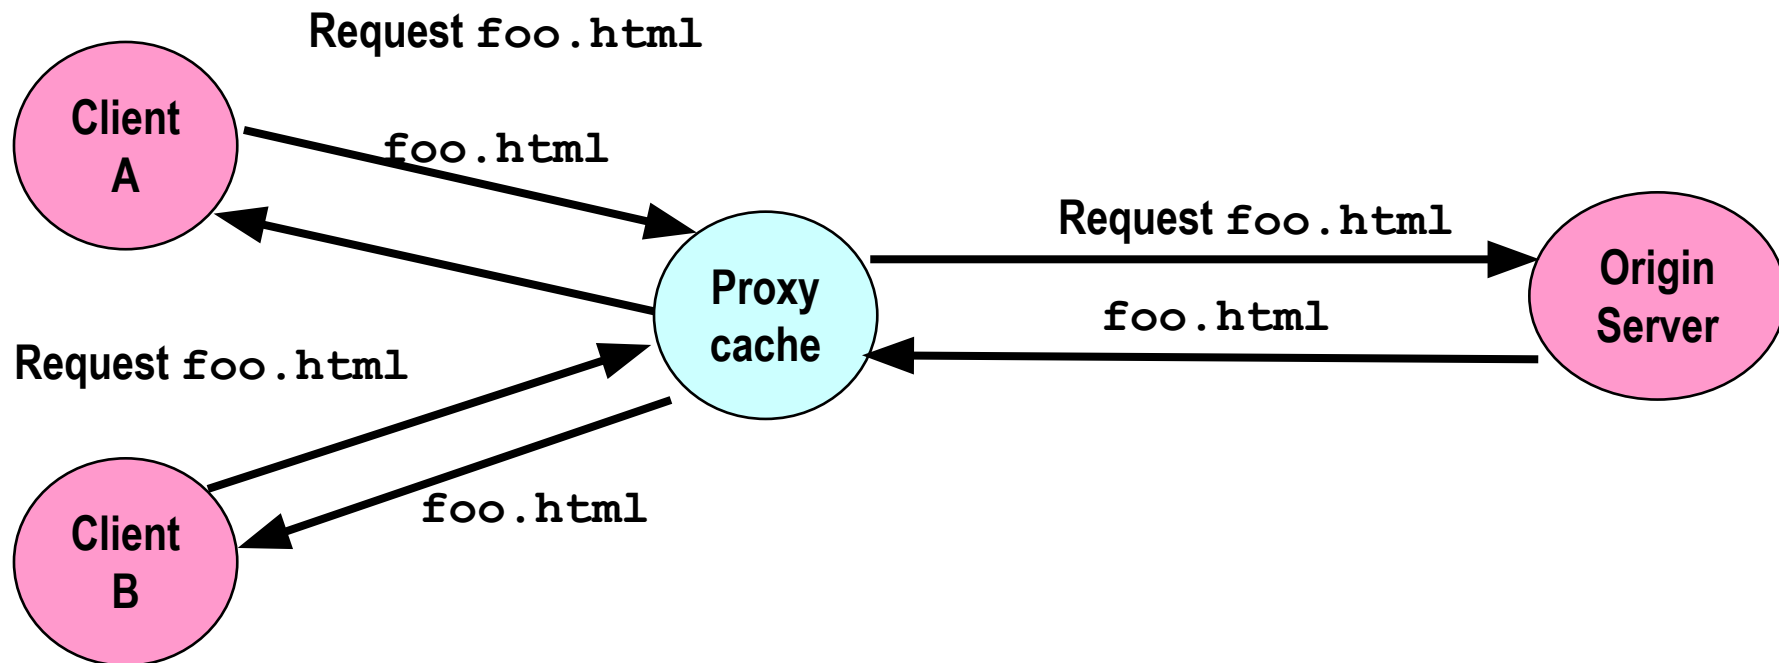 Request foo.html
Client
A
foo.html
Request foo.html
Origin
Server
Proxy
cache
foo.html
Request foo.html
foo.html
Client
B